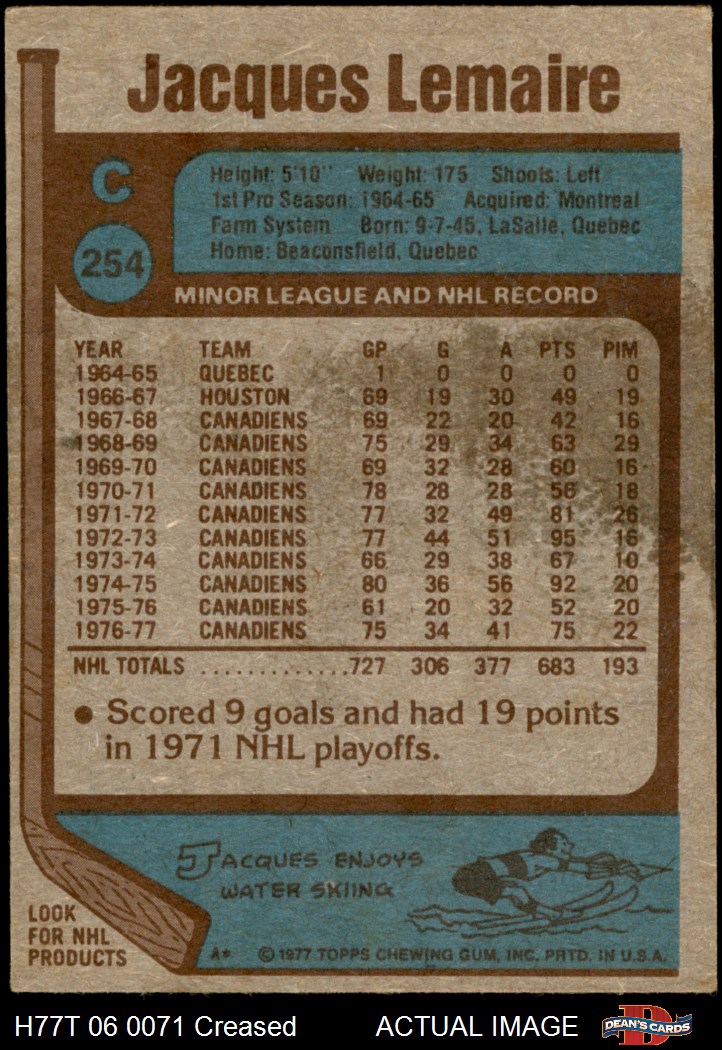 Jacques Lemaire
C
254
Height: 5'10" Weight: 175 Shoots: Left
1st Pro Season: 1964-65 Acquired: Montreal
Farm System Born: 9-7-45, LaSalle, Quebec
Home: Beaconsfield, Quebec
MINOR LEAGUE AND NHL RECORD
YEAR TEAM GP G A PTS PIM
1964-65 QUEBEC 1 0 0 0 0
1966-67 HOUSTON 69 19 30 49 19
1967-68 CANADIENS 69 22 20 42 16
1968-69 CANADIENS 75 29 34 63 29
1969-70 CANADIENS 69 32 28 60 16
1970-71 CANADIENS 78 28 28 56 18
1971-72 CANADIENS 77 32 49 81 26
1972-73 CANADIENS 77 44 51 95 16
1973-74 CANADIENS 66 29 38 67 10
1974-75 CANADIENS 80 36 56 92 20
1975-76 CANADIENS 61 20 32 52 20
1976-77 CANADIENS 75 34 41 75 22
NHL TOTALS ..............727 306 377 683 193
● Scored 9 goals and had 19 points
in 1971 NHL playoffs.
JACQUES ENJOYS
WATER SKIING
LOOK
FOR NHL
PRODUCTS
A* © 1977 TOPPS CHEWING GUM, INC. PRTD. IN U.S.A.
H77T 06 0071 Creased ACTUAL IMAGE
D
DEAN'S CARDS